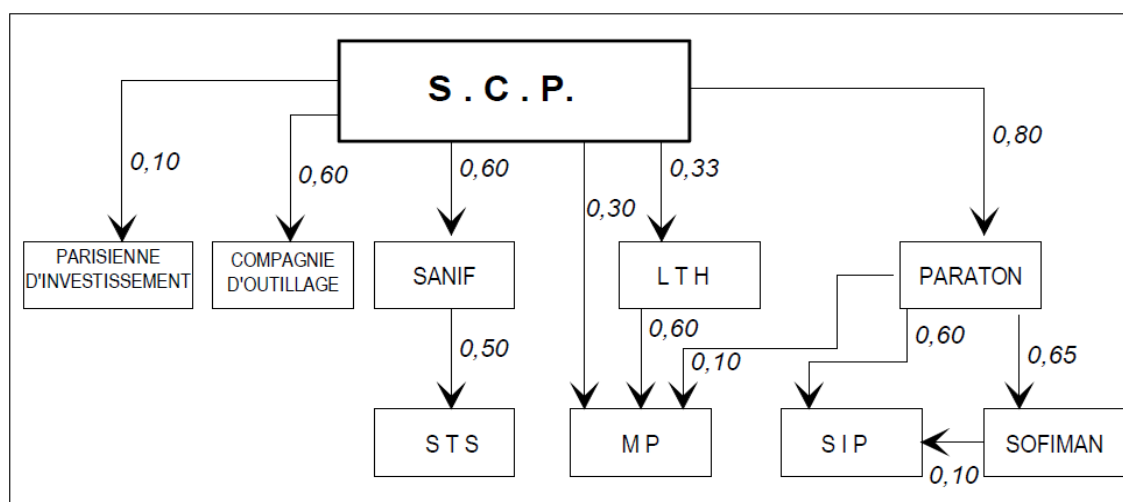 S . C . P.
0,10
0,60
0,60
0,30
0,33
0,80
PARISIENNE
D'INVESTISSEMENT
COMPAGNIE
D'OUTILLAGE
SANIF
L T H
PARATON
0,50
0,60
0,10
0,60
0,65
S T S
M P
S I P
SOFIMAN
0,10